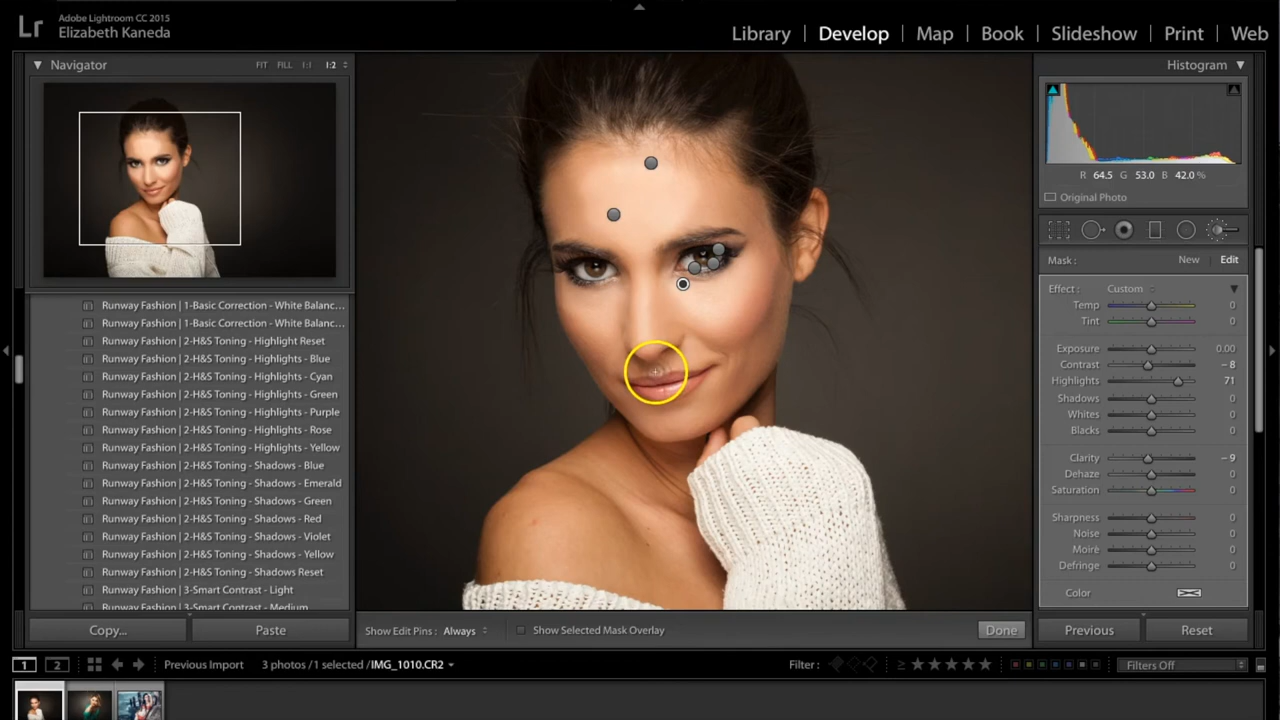 Lr
Adobe Lightroom CC 2015
Elizabeth Kaneda
Library | Develop | Map | Book | Slideshow | Print | Web
Navigator FIT FILL 1:1 1:2
Histogram
R 64.5 G 53.0 B 42.0 %
Original Photo
Mask : New Edit
Effect : Custom
Temp 0
Tint 0
Exposure 0.00
Contrast – 8
Highlights 71
Shadows 0
Whites 0
Blacks 0
Clarity – 9
Dehaze 0
Saturation 0
Sharpness 0
Noise 0
Moiré 0
Defringe 0
Color
Runway Fashion | 1-Basic Correction - White Balanc...
Runway Fashion | 1-Basic Correction - White Balanc...
Runway Fashion | 2-H&S Toning - Highlight Reset
Runway Fashion | 2-H&S Toning - Highlights - Blue
Runway Fashion | 2-H&S Toning - Highlights - Cyan
Runway Fashion | 2-H&S Toning - Highlights - Green
Runway Fashion | 2-H&S Toning - Highlights - Purple
Runway Fashion | 2-H&S Toning - Highlights - Rose
Runway Fashion | 2-H&S Toning - Highlights - Yellow
Runway Fashion | 2-H&S Toning - Shadows - Blue
Runway Fashion | 2-H&S Toning - Shadows - Emerald
Runway Fashion | 2-H&S Toning - Shadows - Green
Runway Fashion | 2-H&S Toning - Shadows - Red
Runway Fashion | 2-H&S Toning - Shadows - Violet
Runway Fashion | 2-H&S Toning - Shadows - Yellow
Runway Fashion | 2-H&S Toning - Shadows Reset
Runway Fashion | 3-Smart Contrast - Light
Runway Fashion | 3-Smart Contrast - Medium
Copy... Paste
Show Edit Pins : Always Show Selected Mask Overlay Done
Previous Reset
1 2 Previous Import 3 photos / 1 selected / IMG_1010.CR2 Filter : Filters Off